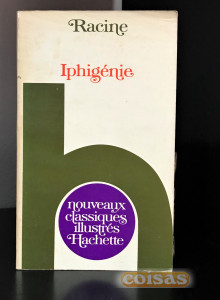 Racine
Iphigénie
nouveaux
classiques
illustrés
Hachette
coisas